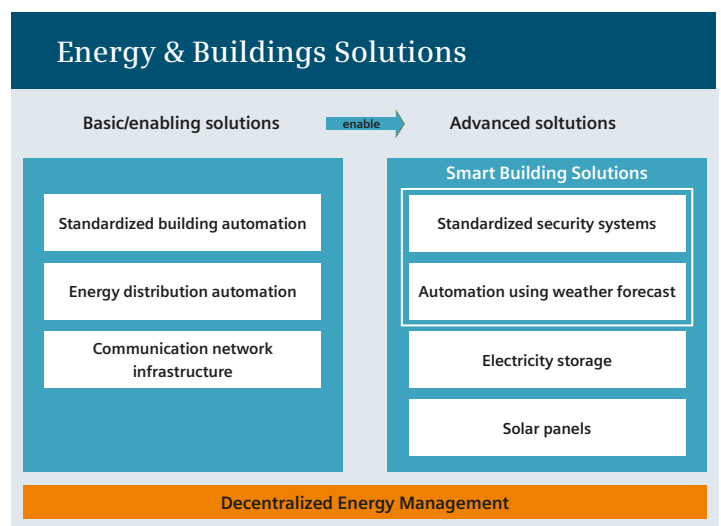 Energy & Buildings Solutions
Basic/enabling solutions
enable
Advanced soltutions
Standardized building automation
Energy distribution automation
Communication network
infrastructure
Smart Building Solutions
Standardized security systems
Automation using weather forecast
Electricity storage
Solar panels
Decentralized Energy Management